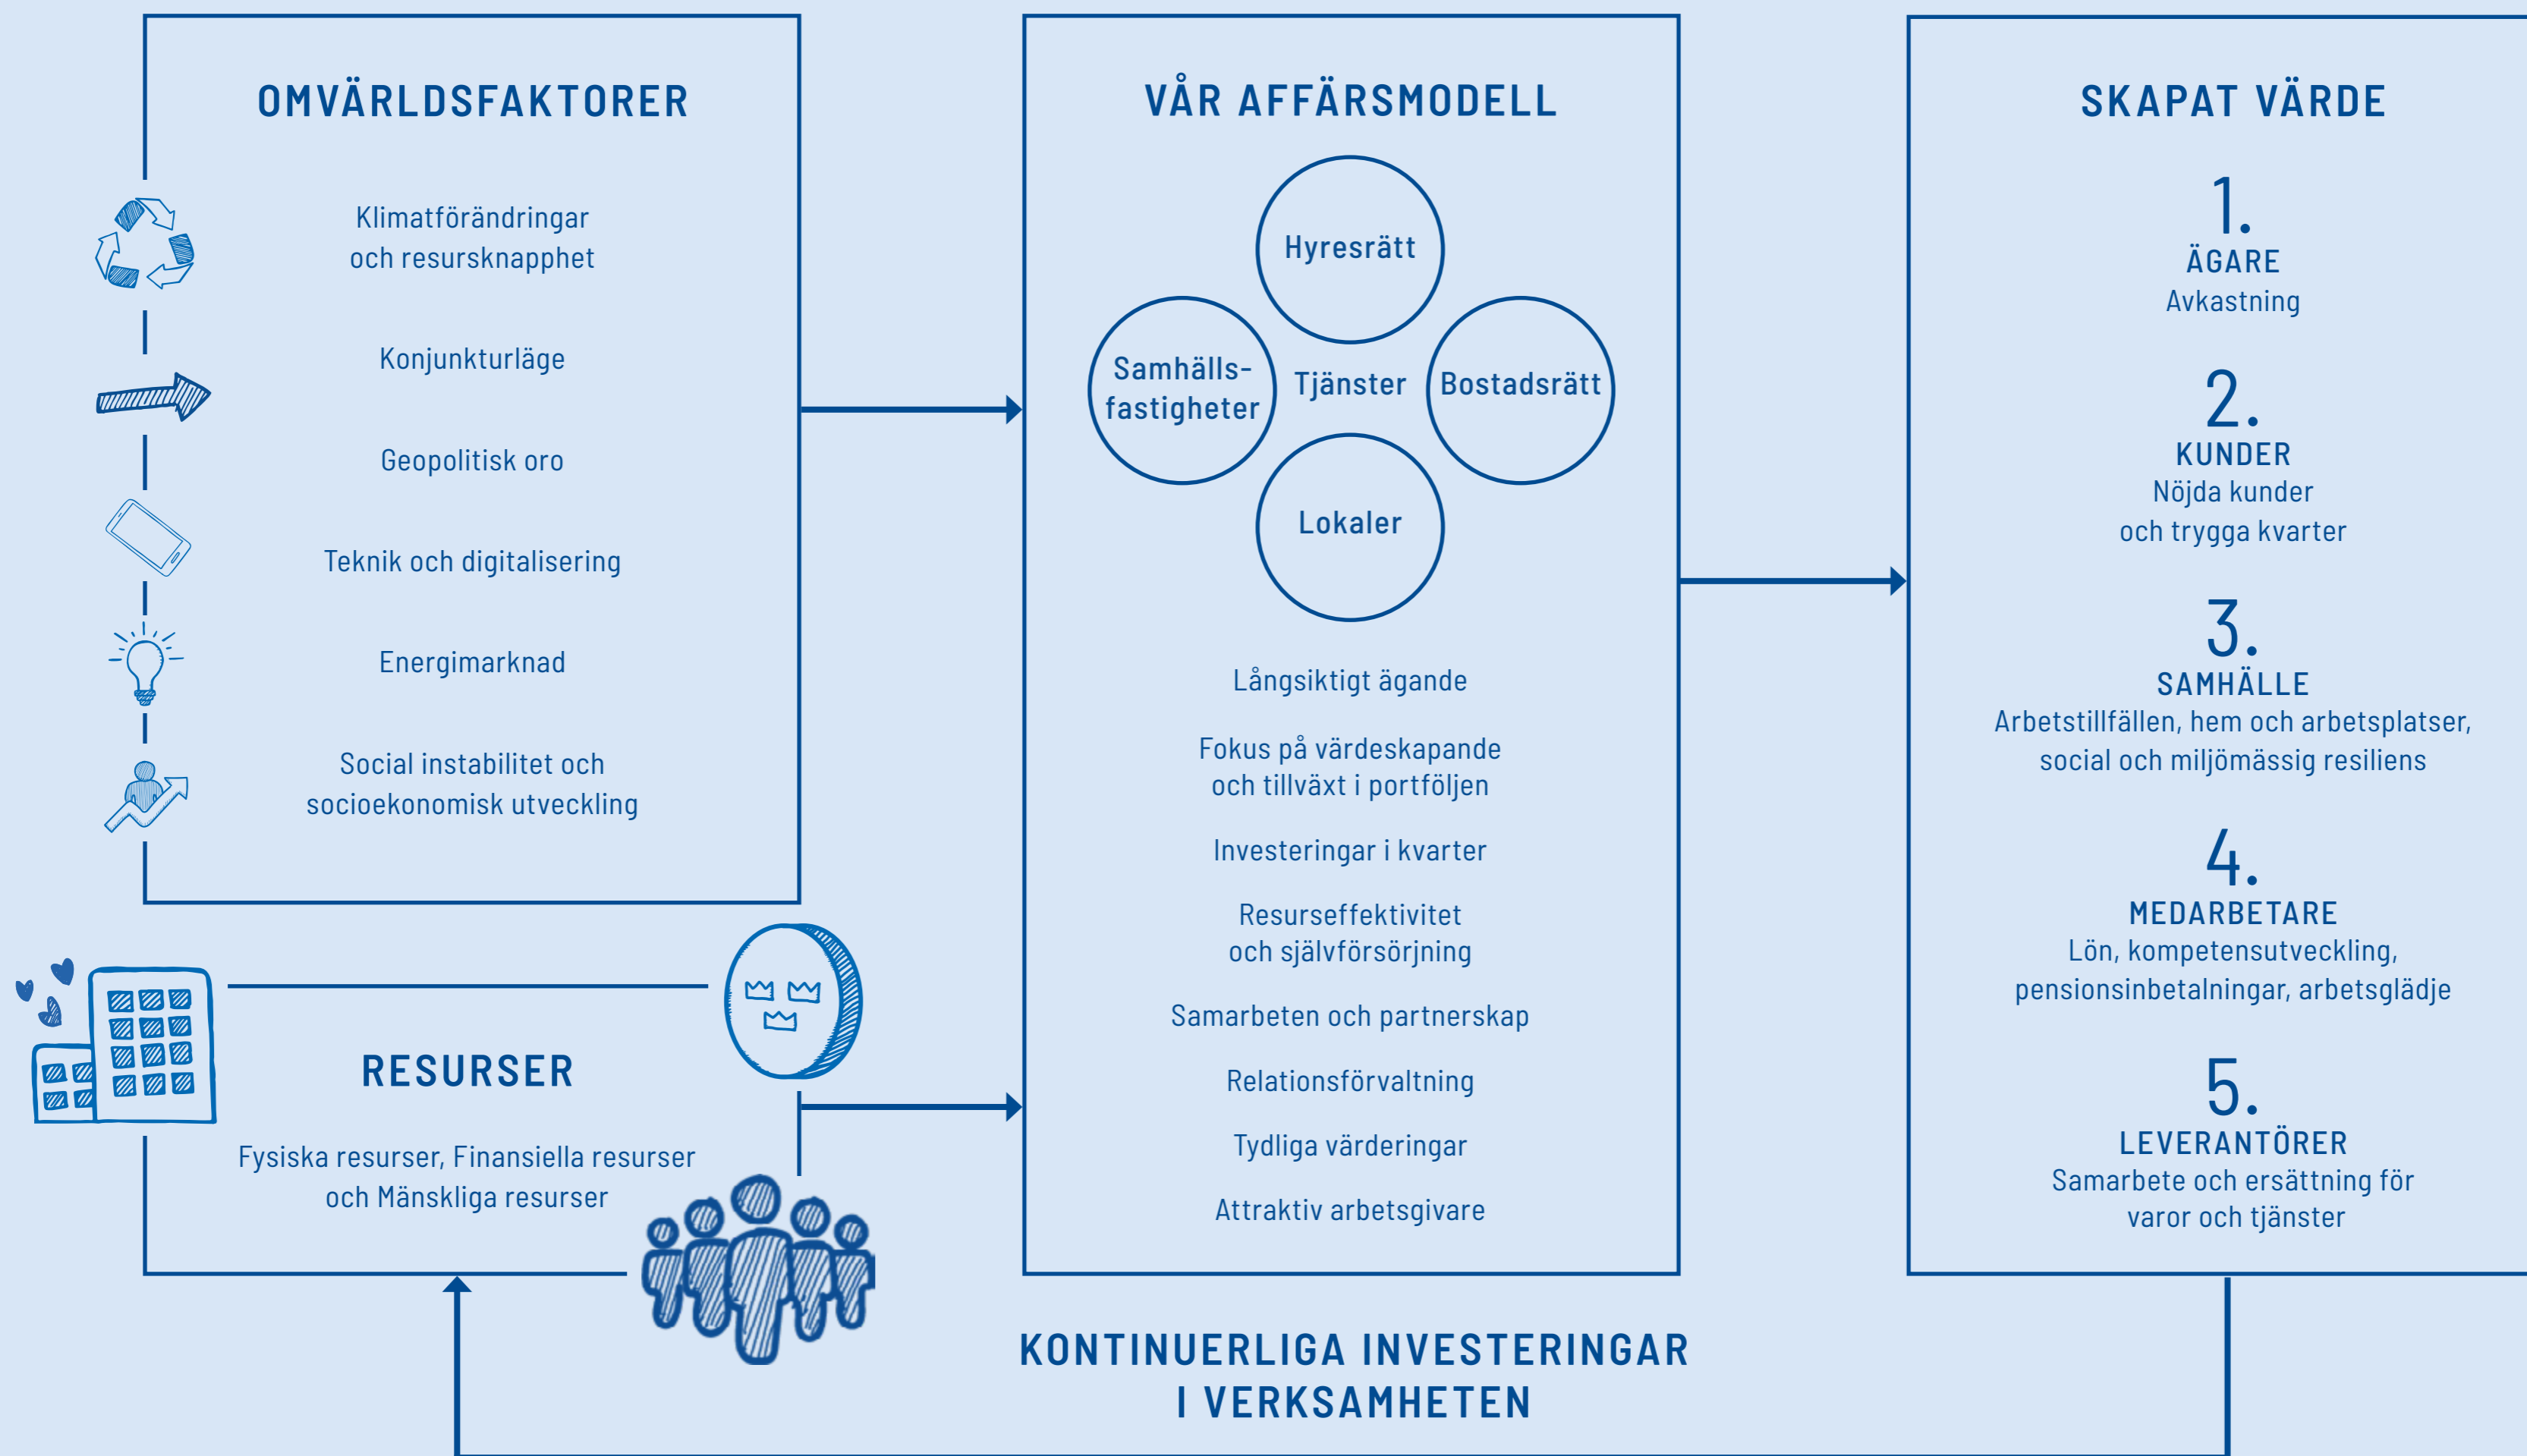 OMVÄRLDSFAKTORER
Klimatförändringar
och resursknapphet
Konjunkturläge
Geopolitisk oro
Teknik och digitalisering
Energimarknad
Social instabilitet och
socioekonomisk utveckling
RESURSER
Fysiska resurser, Finansiella resurser
och Mänskliga resurser
VÅR AFFÄRSMODELL
Hyresrätt
Samhälls-
fastigheter
Tjänster
Bostadsrätt
Lokaler
Långsiktigt ägande
Fokus på värdeskapande
och tillväxt i portföljen
Investeringar i kvarter
Resurseffektivitet
och självförsörjning
Samarbeten och partnerskap
Relationsförvaltning
Tydliga värderingar
Attraktiv arbetsgivare
SKAPAT VÄRDE
1.
ÄGARE
Avkastning
2.
KUNDER
Nöjda kunder
och trygga kvarter
3.
SAMHÄLLE
Arbetstillfällen, hem och arbetsplatser,
social och miljömässig resiliens
4.
MEDARBETARE
Lön, kompetensutveckling,
pensionsinbetalningar, arbetsglädje
5.
LEVERANTÖRER
Samarbete och ersättning för
varor och tjänster
KONTINUERLIGA INVESTERINGAR
I VERKSAMHETEN